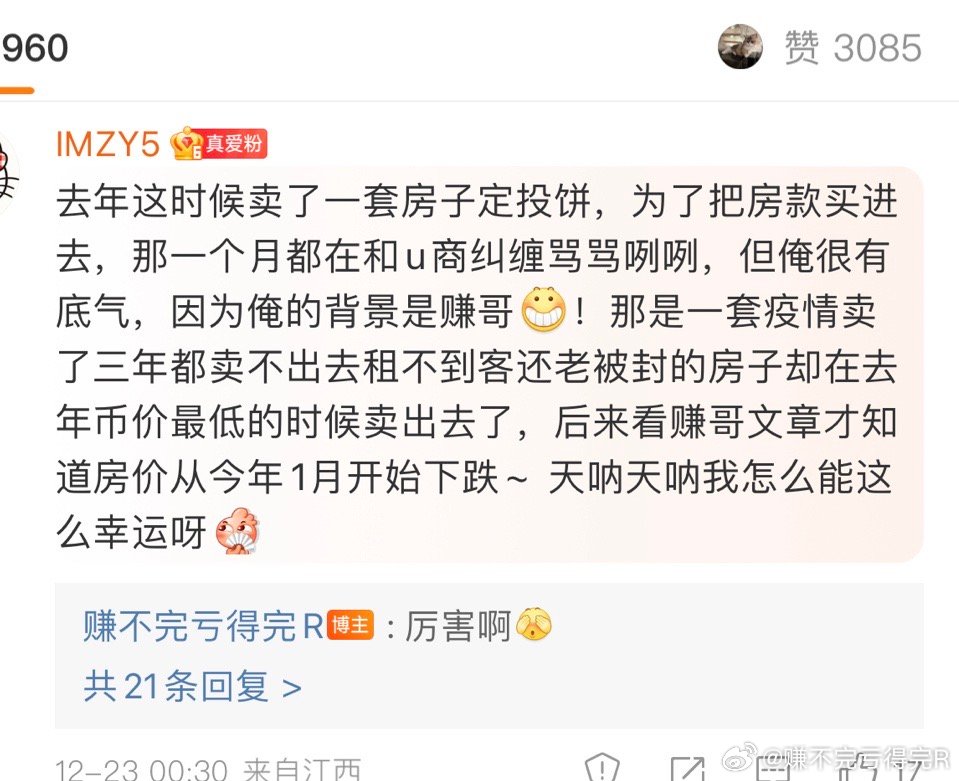 960
赞 3085
IMZY5 6 真爱粉
去年这时候卖了一套房子定投饼，为了把房款买进
去，那一个月都在和u商纠缠骂骂咧咧，但俺很有
底气，因为俺的背景是赚哥！那是一套疫情卖
了三年都卖不出去租不到客还老被封的房子却在去
年币价最低的时候卖出去了，后来看赚哥文章才知
道房价从今年1月开始下跌~ 天呐天呐我怎么能这
么幸运呀
赚不完亏得完R博主：厉害啊
共21条回复 >
12-23 00:30 来自江西
@赚不完亏得完R